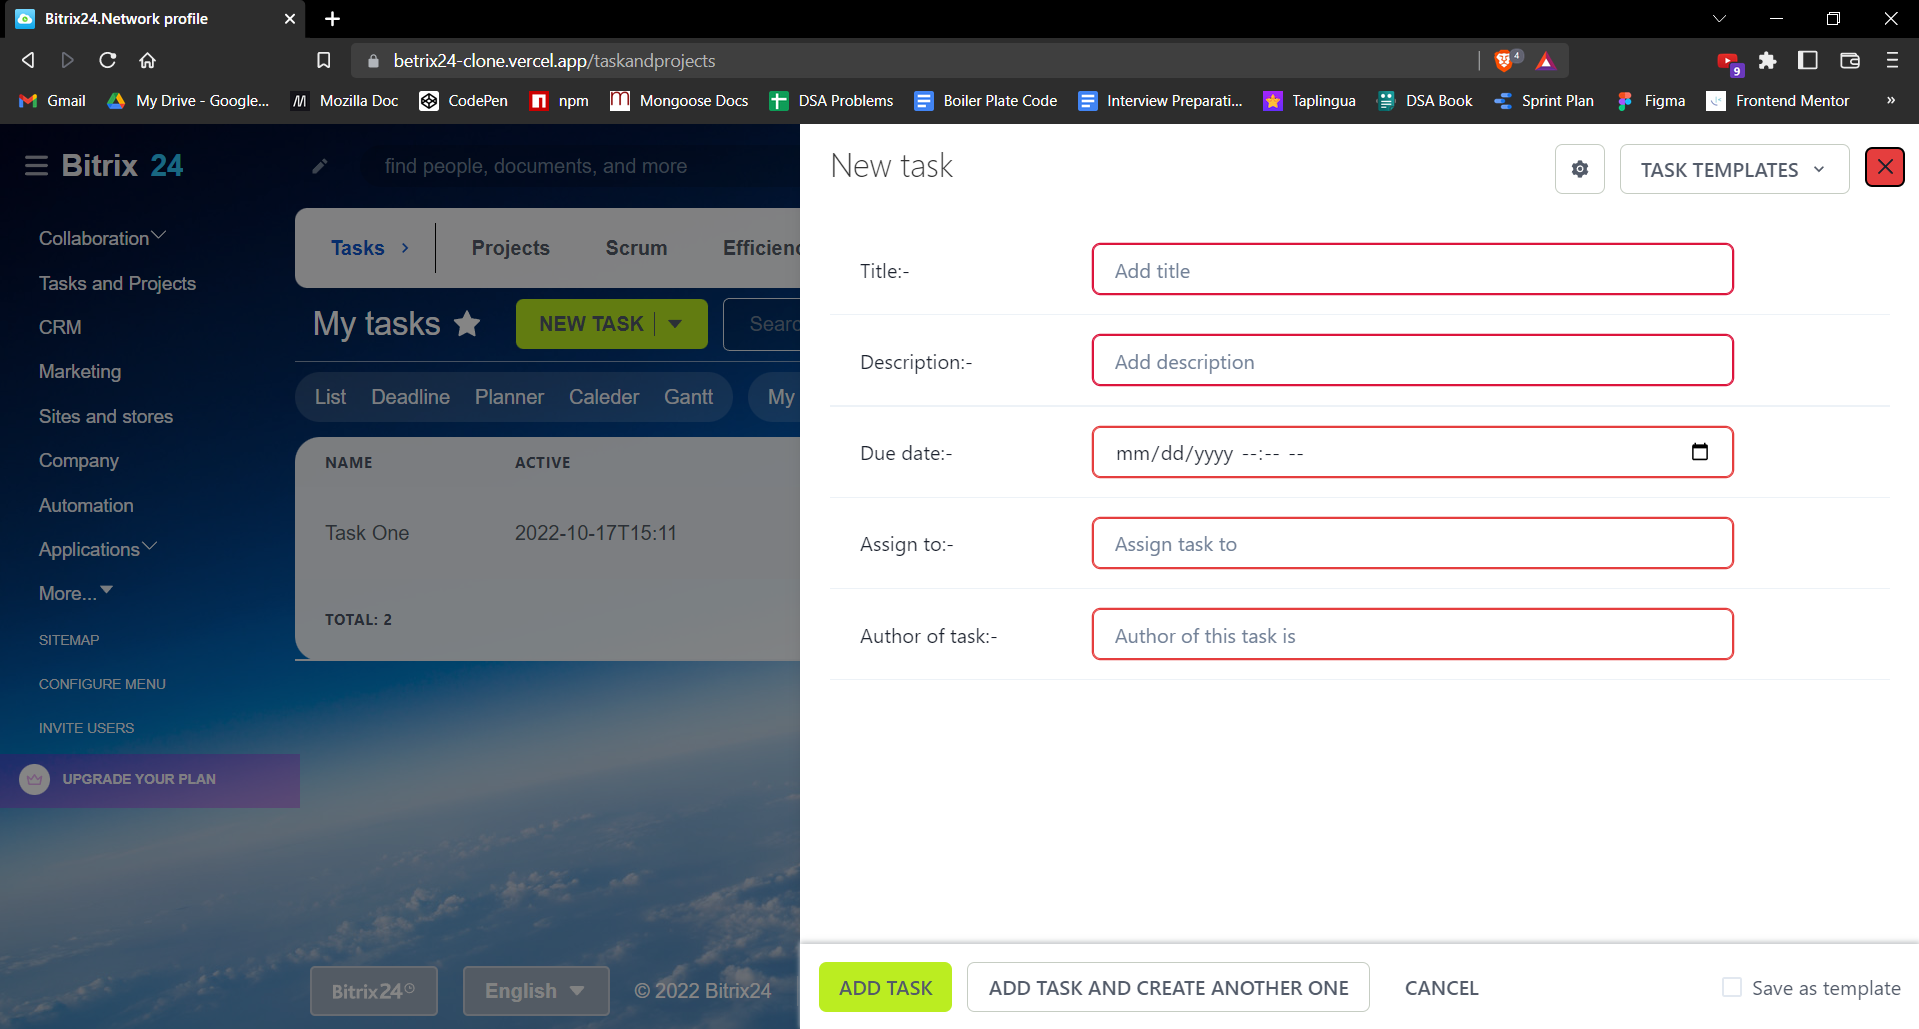 Bitrix24.Network profile
betrix24-clone.vercel.app/taskandprojects
4
9
Gmail My Drive - Google... Mozilla Doc CodePen npm Mongoose Docs DSA Problems Boiler Plate Code Interview Preparati... Taplingua DSA Book Sprint Plan Figma Frontend Mentor »
Bitrix 24
find people, documents, and more
Collaboration
Tasks and Projects
CRM
Marketing
Sites and stores
Company
Automation
Applications
More...
SITEMAP
CONFIGURE MENU
INVITE USERS
UPGRADE YOUR PLAN
Tasks Projects Scrum Efficienc
My tasks NEW TASK Searc
List Deadline Planner Caleder Gantt My
NAME ACTIVE
Task One 2022-10-17T15:11
TOTAL: 2
Bitrix24 English © 2022 Bitrix24
New task
TASK TEMPLATES
Title:- Add title
Description:- Add description
Due date:- mm/dd/yyyy --:-- --
Assign to:- Assign task to
Author of task:- Author of this task is
ADD TASK ADD TASK AND CREATE ANOTHER ONE CANCEL Save as template